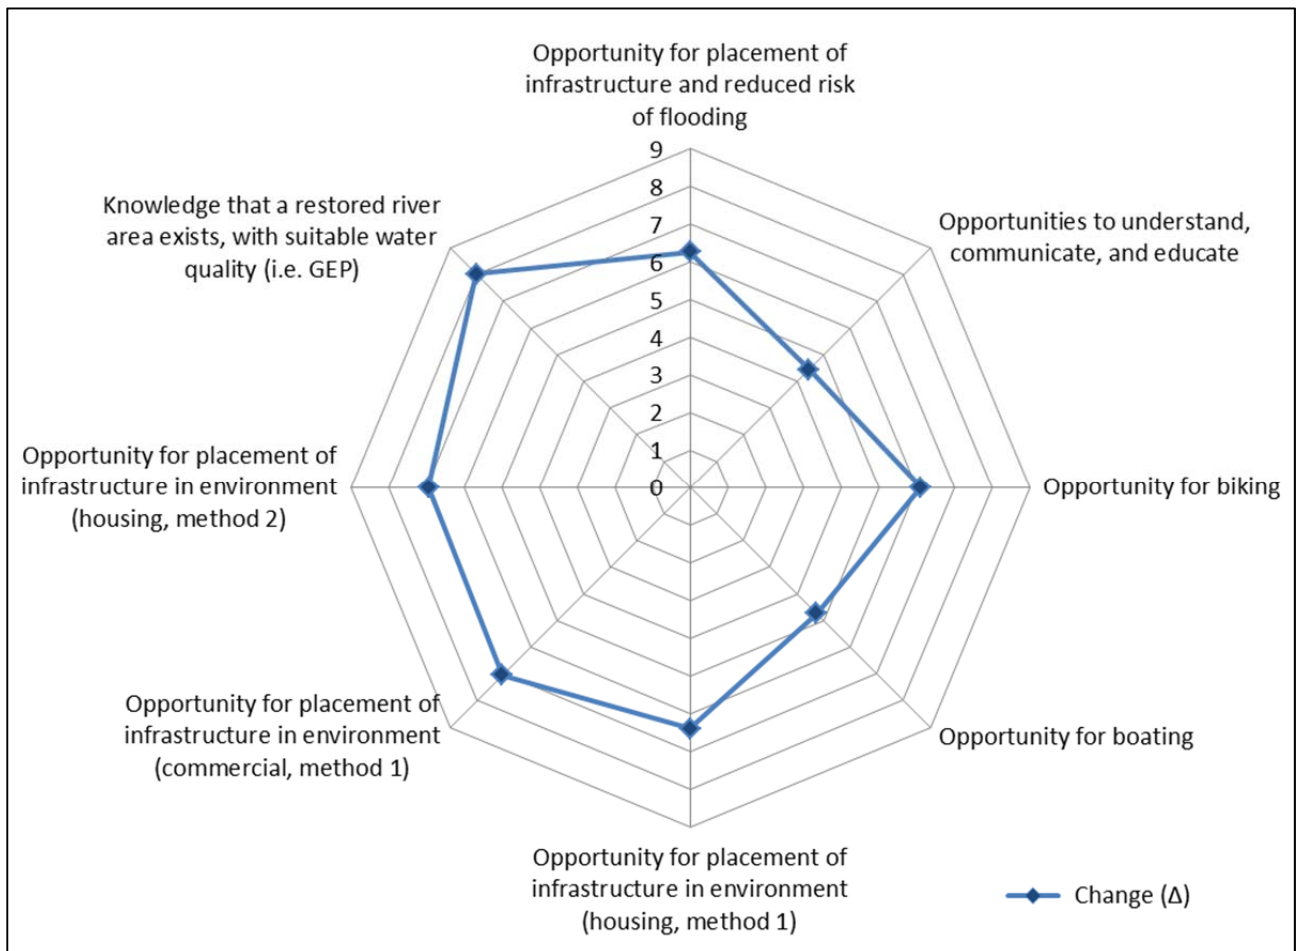 Opportunity for placement of
infrastructure and reduced risk
of flooding
9
8
7
6
5
4
3
2
1
0
Opportunities to understand,
communicate, and educate
Opportunity for biking
Opportunity for boating
Opportunity for placement of
infrastructure in environment
(housing, method 1)
Opportunity for placement of
infrastructure in environment
(commercial, method 1)
Opportunity for placement of
infrastructure in environment
(housing, method 2)
Knowledge that a restored river
area exists, with suitable water
quality (i.e. GEP)
Change (Δ)